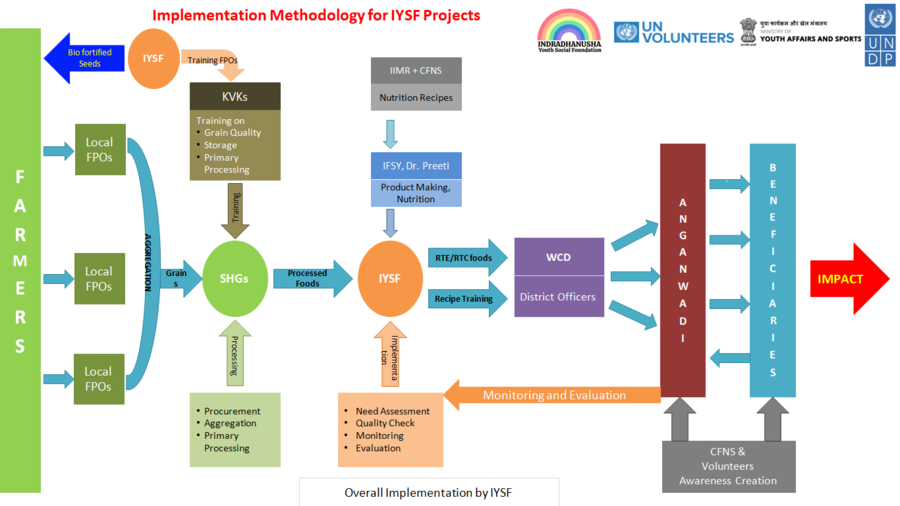 Implementation Methodology for IYSF Projects
INDRADHANUSHA
Youth Social Foundation
UN
VOLUNTEERS
युवा कार्यक्रम और खेल मंत्रालय
MINISTRY OF
YOUTH AFFAIRS AND SPORTS
U N
D P
Bio fortified
Seeds
IYSF
Training FPOs
KVKs
Training on
• Grain Quality
• Storage
• Primary
Processing
IIMR + CFNS
Nutrition Recipes
IFSY, Dr. Preeti
Product Making,
Nutrition
FARMERS
Local
FPOs
Local
FPOs
Local
FPOs
AGGREGATION
Grain
s
Training
SHGs
Processed
Foods
IYSF
RTE/RTC foods
Recipe Training
WCD
District Officers
ANGANWADI
BENEFICIARIES
IMPACT
Processing
• Procurement
• Aggregation
• Primary
Processing
Implementa
tion
• Need Assessment
• Quality Check
• Monitoring
• Evaluation
Monitoring and Evaluation
CFNS &
Volunteers
Awareness Creation
Overall Implementation by IYSF